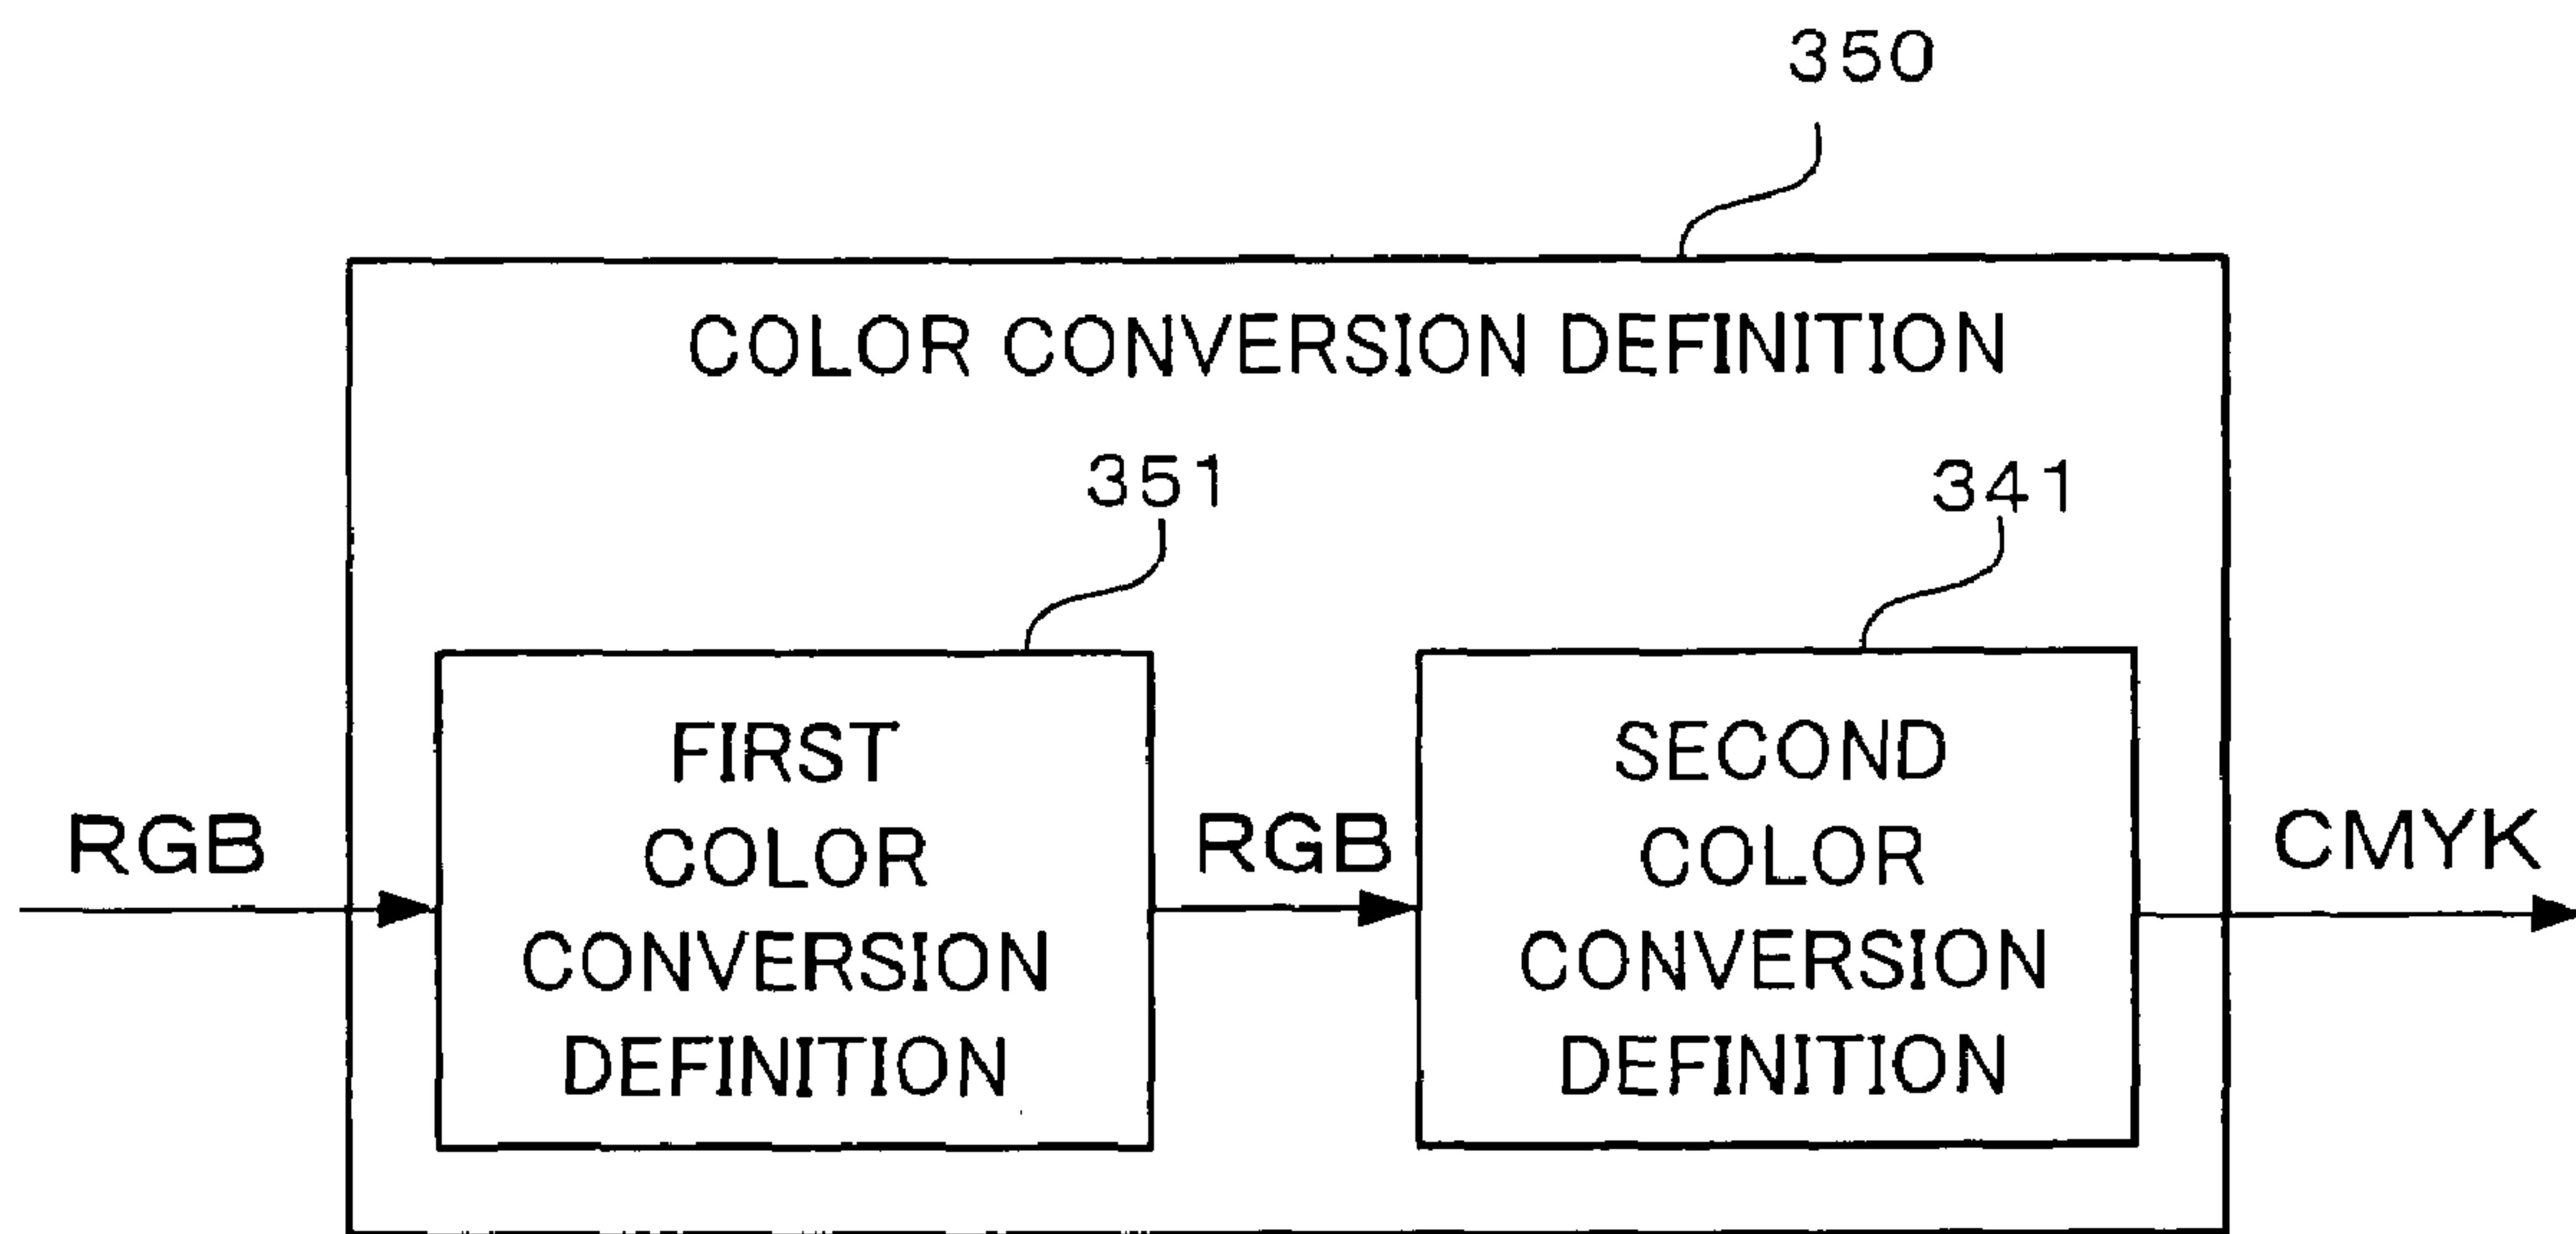 350
COLOR CONVERSION DEFINITION
351
341
RGB
FIRST
COLOR
CONVERSION
DEFINITION
RGB
SECOND
COLOR
CONVERSION
DEFINITION
CMYK